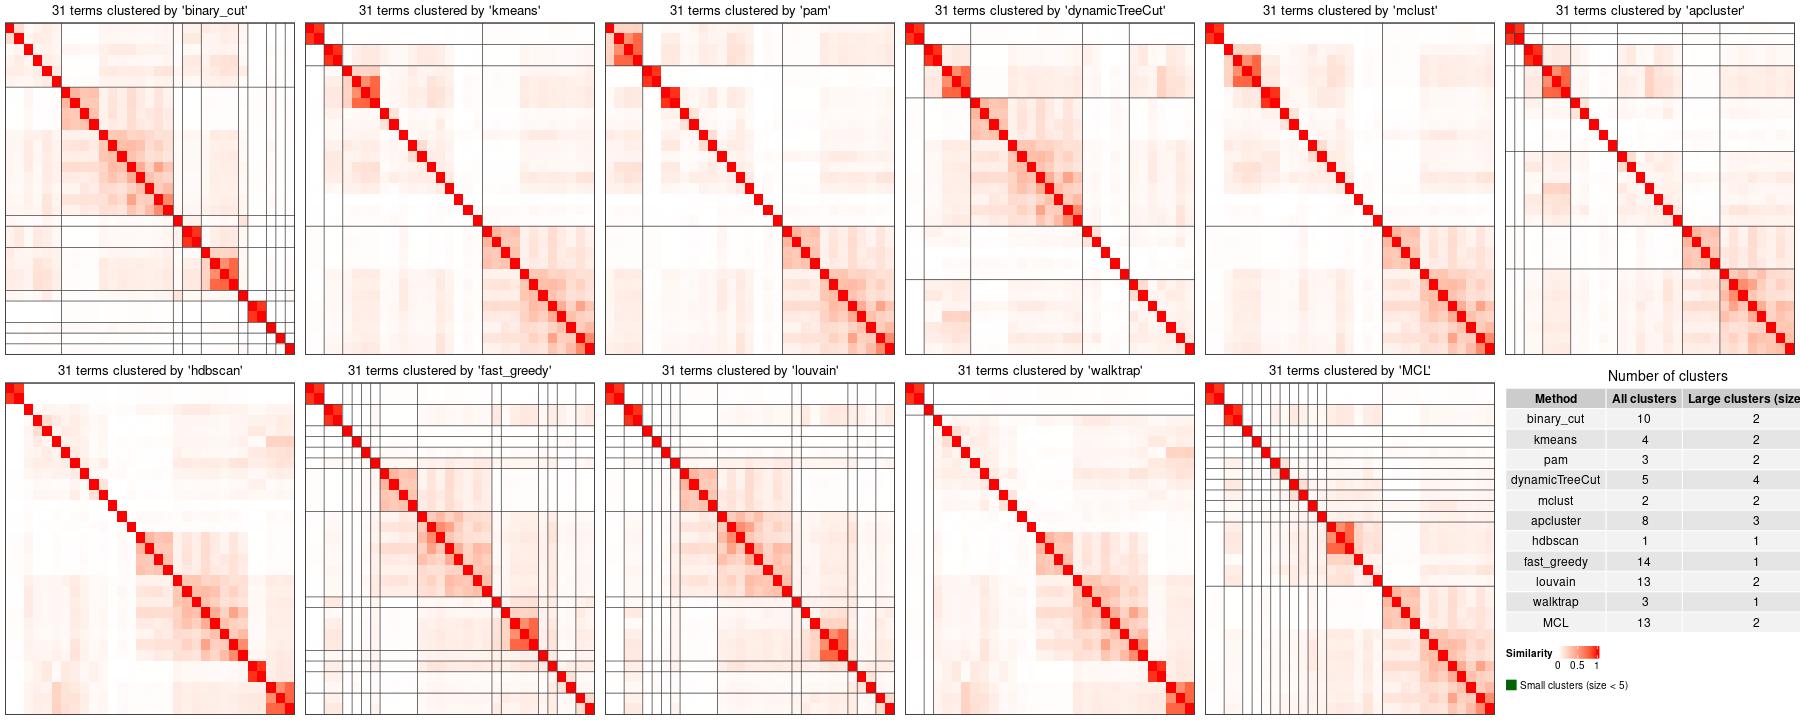 31 terms clustered by 'binary_cut'
31 terms clustered by 'kmeans'
31 terms clustered by 'pam'
31 terms clustered by 'dynamicTreeCut'
31 terms clustered by 'mclust'
31 terms clustered by 'apcluster'
31 terms clustered by 'hdbscan'
31 terms clustered by 'fast_greedy'
31 terms clustered by 'louvain'
31 terms clustered by 'walktrap'
31 terms clustered by 'MCL'
Number of clusters
Method All clusters Large clusters (size
binary_cut 10 2
kmeans 4 2
pam 3 2
dynamicTreeCut 5 4
mclust 2 2
apcluster 8 3
hdbscan 1 1
fast_greedy 14 1
louvain 13 2
walktrap 3 1
MCL 13 2
Similarity
0 0.5 1
Small clusters (size < 5)